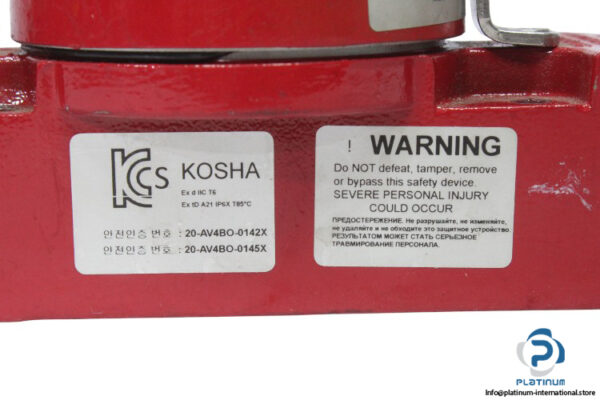 KCs KOSHA
Ex d IIC T6
Ex tD A21 IP6X T85°C
안전인증 번호 : 20-AV4BO-0142X
안전인증 번호 : 20-AV4BO-0145X
! WARNING
Do NOT defeat, tamper, remove
or bypass this safety device.
SEVERE PERSONAL INJURY
COULD OCCUR
ПРЕДОСТЕРЕЖЕНИЕ. Не разрушайте, не изменяйте,
не удаляйте и не обходите это защитное устройство.
РЕЗУЛЬТАТОМ МОЖЕТ СТАТЬ СЕРЬЕЗНОЕ
ТРАВМИРОВАНИЕ ПЕРСОНАЛА.
PLATINUM
Info@platinum-international.store